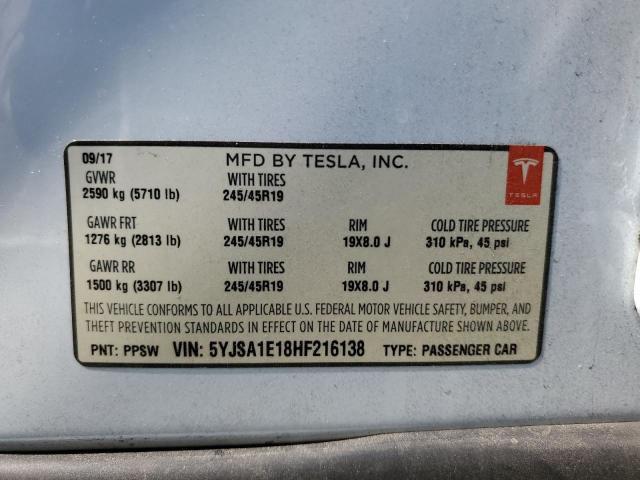 09/17 MFD BY TESLA, INC.
GVWR WITH TIRES
2590 kg (5710 lb) 245/45R19
TESLA
GAWR FRT WITH TIRES RIM COLD TIRE PRESSURE
1276 kg (2813 lb) 245/45R19 19X8.0 J 310 kPa, 45 psi
GAWR RR WITH TIRES RIM COLD TIRE PRESSURE
1500 kg (3307 lb) 245/45R19 19X8.0 J 310 kPa, 45 psi
THIS VEHICLE CONFORMS TO ALL APPLICABLE U.S. FEDERAL MOTOR VEHICLE SAFETY, BUMPER, AND
THEFT PREVENTION STANDARDS IN EFFECT ON THE DATE OF MANUFACTURE SHOWN ABOVE.
PNT: PPSW VIN: 5YJSA1E18HF216138 TYPE: PASSENGER CAR